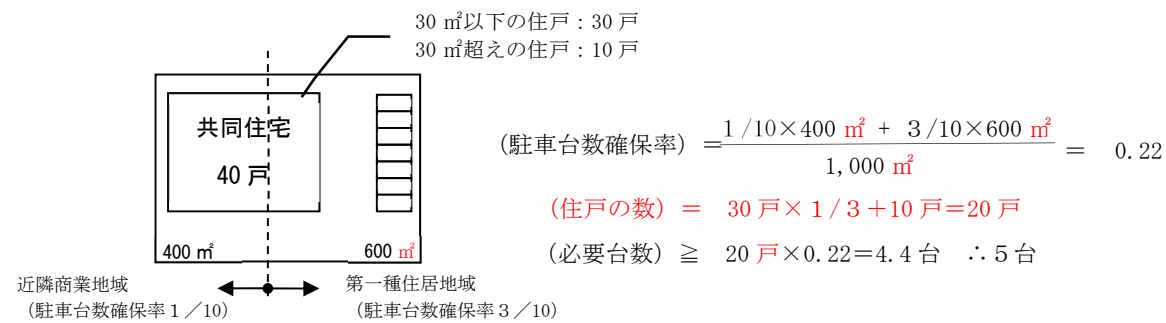 30 ㎡以下の住戸：30 戸
30 ㎡超えの住戸：10 戸
共同住宅
40 戸
400 ㎡
600 ㎡
近隣商業地域
（駐車台数確保率１／10）
第一種住居地域
（駐車台数確保率３／10）
（駐車台数確保率）＝ １/10×400 ㎡ + ３/10×600 ㎡
1,000 ㎡
＝ 0.22
（住戸の数）＝ 30 戸×１/３＋10 戸＝20 戸
（必要台数）≧ 20 戸×0.22＝4.4 台 ∴５台